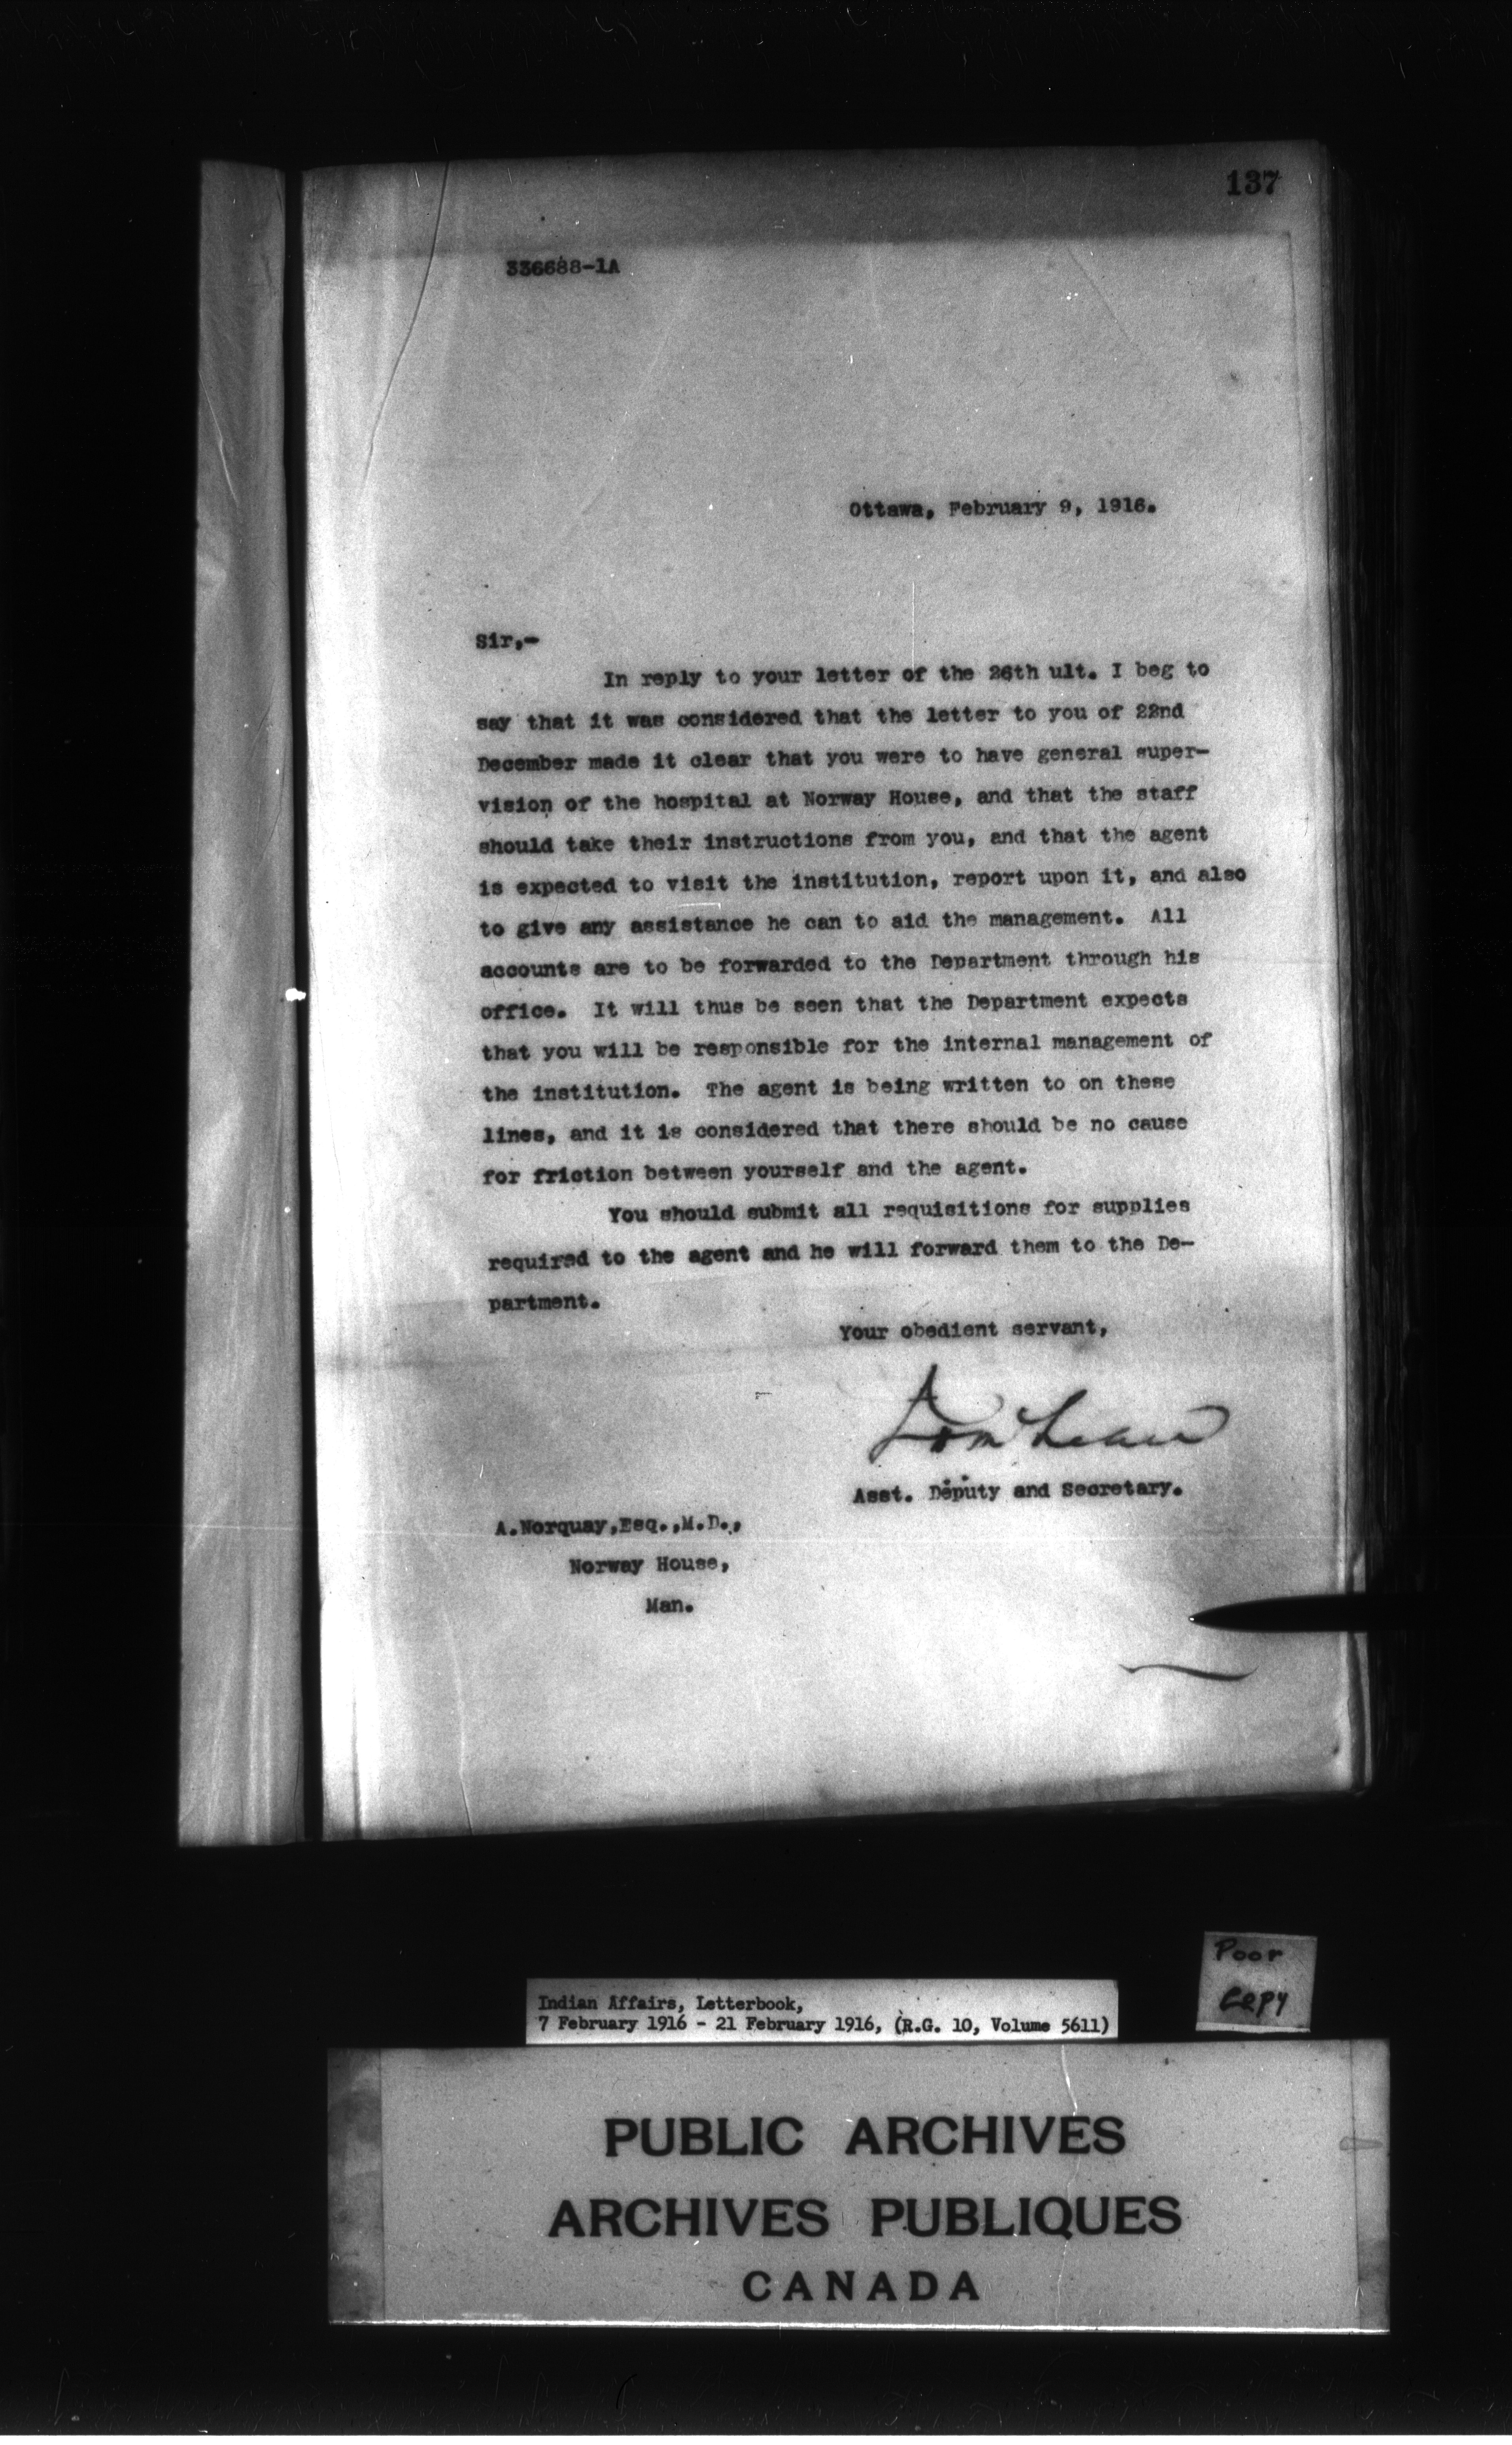 137
336688-1A
Ottawa, February 9, 1916.
Sir,-
In reply to your letter of the 26th ult. I beg to
say that it was considered that the letter to you of 22nd
December made it clear that you were to have general super-
vision of the hospital at Norway House, and that the staff
should take their instructions from you, and that the agent
is expected to visit the institution, report upon it, and also
to give any assistance he can to aid the management. All
accounts are to be forwarded to the Department through his
office. It will thus be seen that the Department expects
that you will be responsible for the internal management of
the institution. The agent is being written to on these
lines, and it is considered that there should be no cause
for friction between yourself and the agent.
You should submit all requisitions for supplies
required to the agent and he will forward them to the De-
partment.
Your obedient servant,
Asst. Deputy and Secretary.
A.Norquay,Esq.,M.D.,
Norway House,
Man.
Poor
Copy
Indian Affairs, Letterbook,
7 February 1916 - 21 February 1916, (R.G. 10, Volume 5611)
PUBLIC ARCHIVES
ARCHIVES PUBLIQUES
CANADA